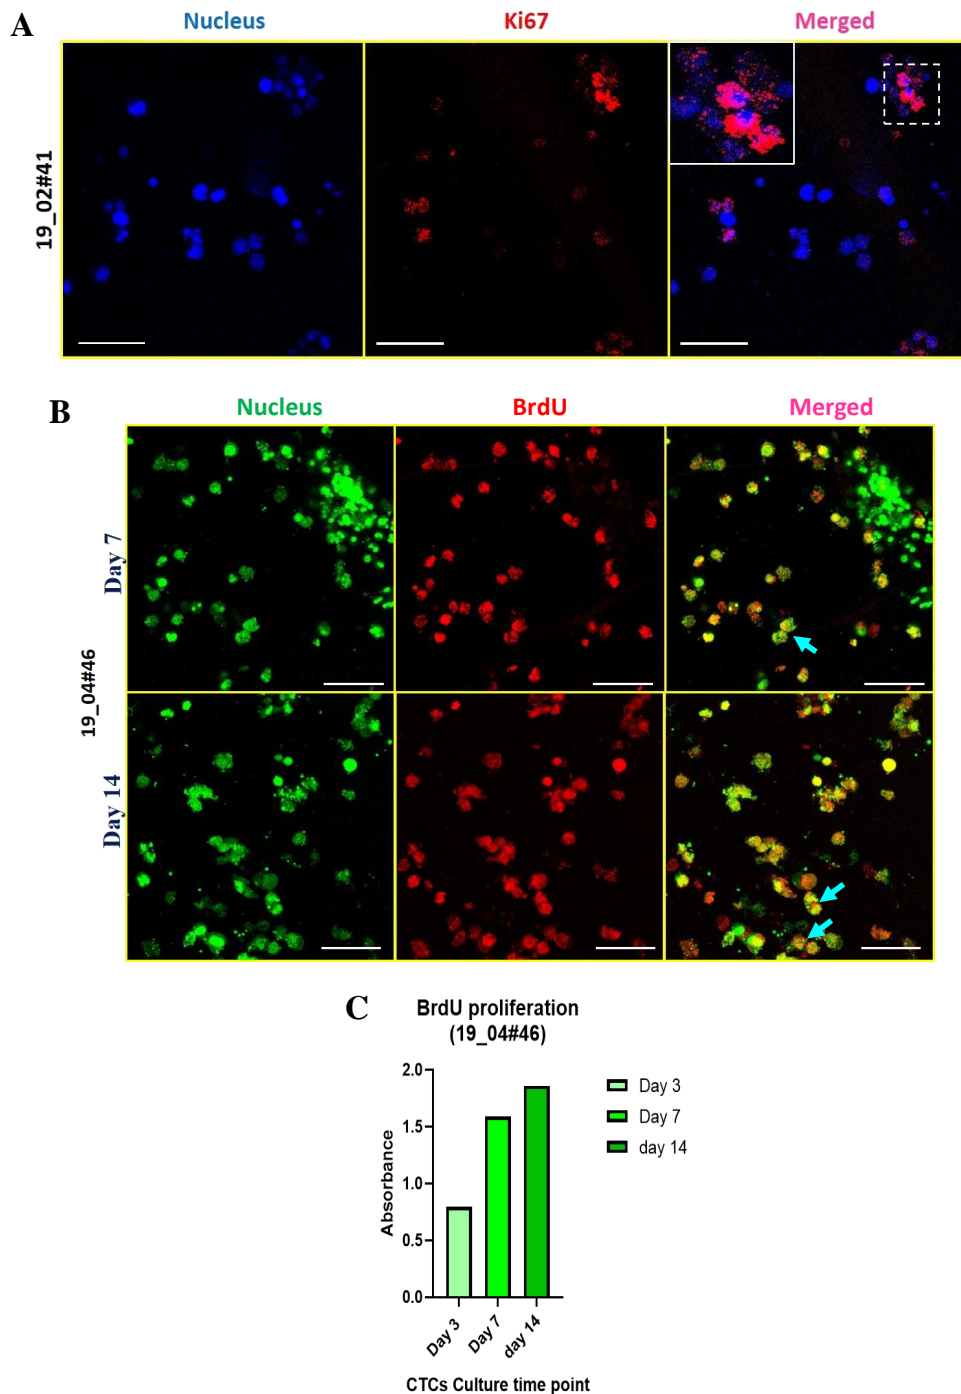 A
Nucleus Ki67 Merged
19_02#41
B
Nucleus BrdU Merged
Day 7
19_04#46
Day 14
C
BrdU proliferation
(19_04#46)
2.0
1.5
1.0
0.5
0.0
Absorbance
Day 3
Day 7
day 14
Day 3 Day 7 day 14
CTCs Culture time point